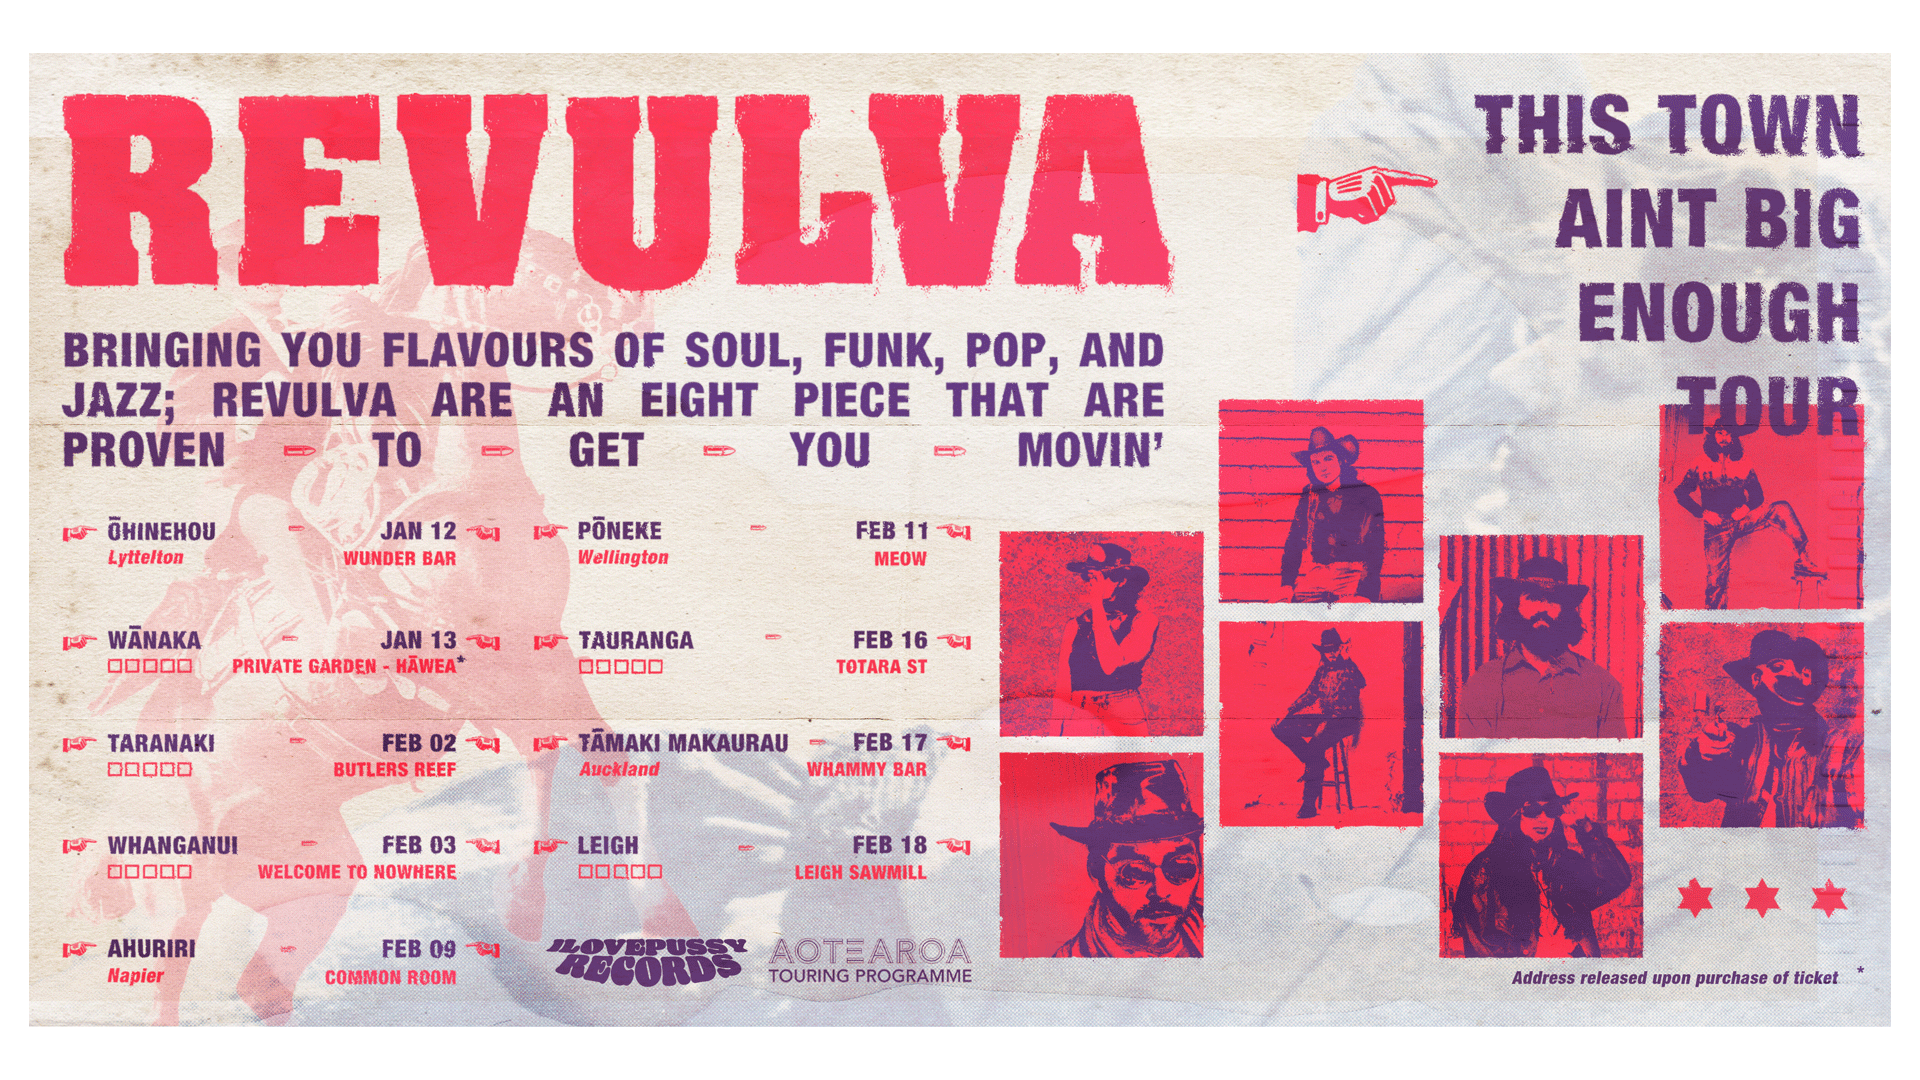 REVULVA
THIS TOWN
AINT BIG
ENOUGH
TOUR
BRINGING YOU FLAVOURS OF SOUL, FUNK, POP, AND
JAZZ; REVULVA ARE AN EIGHT PIECE THAT ARE
PROVEN TO GET YOU MOVIN'
ŌHINEHOU JAN 12
Lyttelton WUNDER BAR
WĀNAKA JAN 13
PRIVATE GARDEN - HĀWEA*
TARANAKI FEB 02
BUTLERS REEF
WHANGANUI FEB 03
WELCOME TO NOWHERE
AHURIRI FEB 09
Napier COMMON ROOM
PŌNEKE FEB 11
Wellington MEOW
TAURANGA FEB 16
TOTARA ST
TĀMAKI MAKAURAU FEB 17
Auckland WHAMMY BAR
LEIGH FEB 18
LEIGH SAWMILL
ILOVEPUSSY
RECORDS
AOTEAROA
TOURING PROGRAMME
Address released upon purchase of ticket *